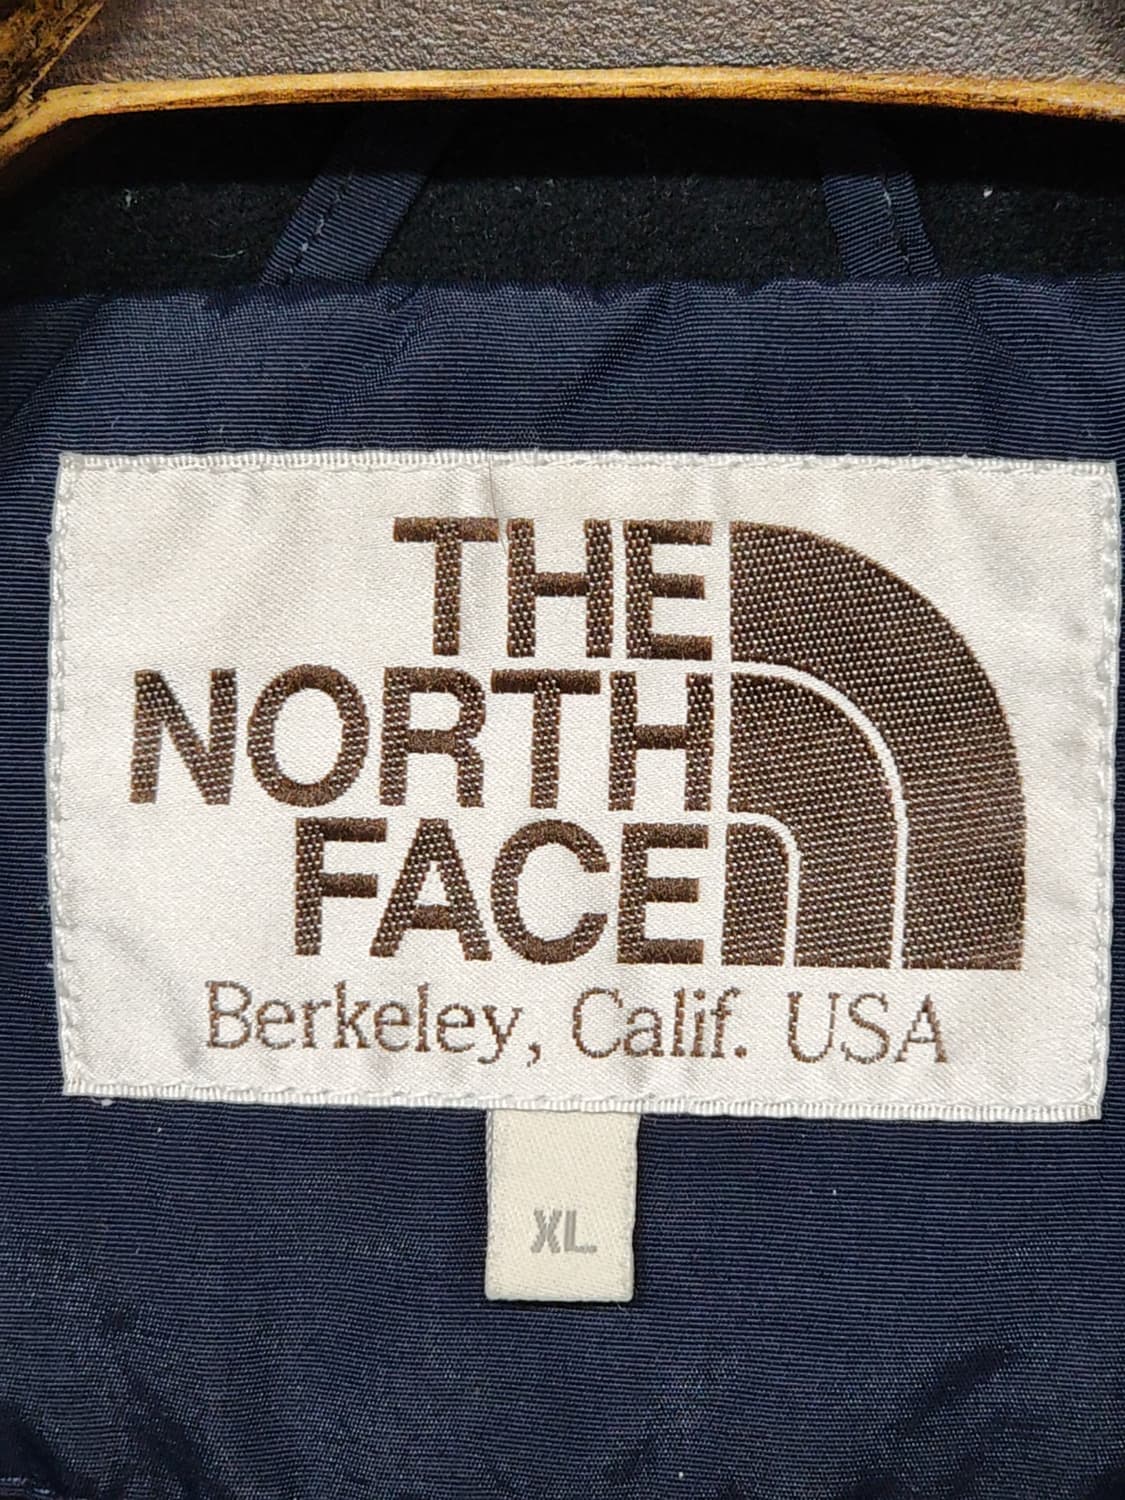 THE
NORTH
FACE
Berkeley, Calif. USA
XL